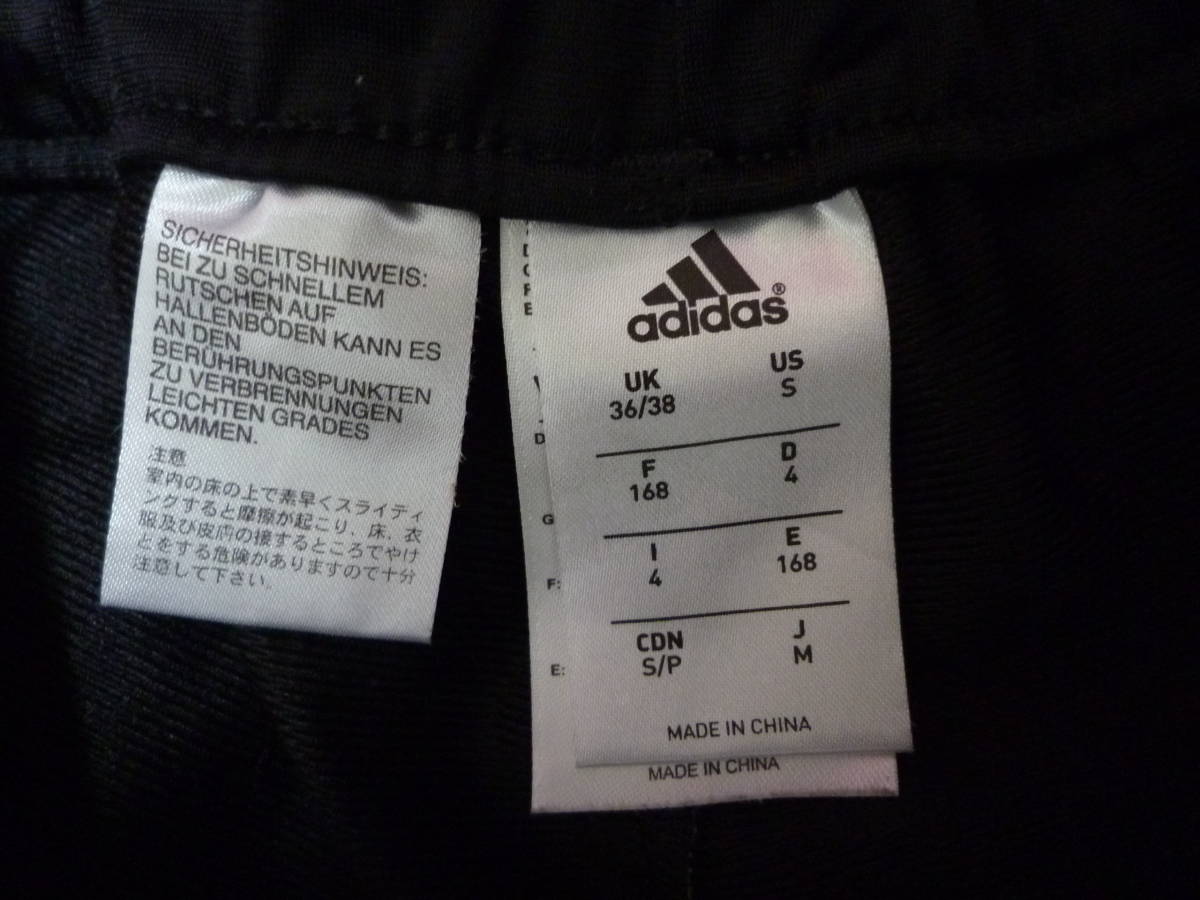 SICHERHEITSHINWEIS:
BEI ZU SCHNELLEM
RUTSCHEN AUF
HALLENBÖDEN KANN ES
AN DEN
BERÜHRUNGSPUNKTEN
ZU VERBRENNUNGEN
LEICHTEN GRADES
KOMMEN.
注意
室内の床の上で素早くスライディ
ングすると摩擦が起こり、床、衣
服及び皮膚の接するところでやけ
どをする危険がありますので十分
注意して下さい。
adidas®
UK US
36/38 S
F D
168 4
I E
4 168
CDN J
S/P M
MADE IN CHINA
D
G
F:
E:
MADE IN CHINA